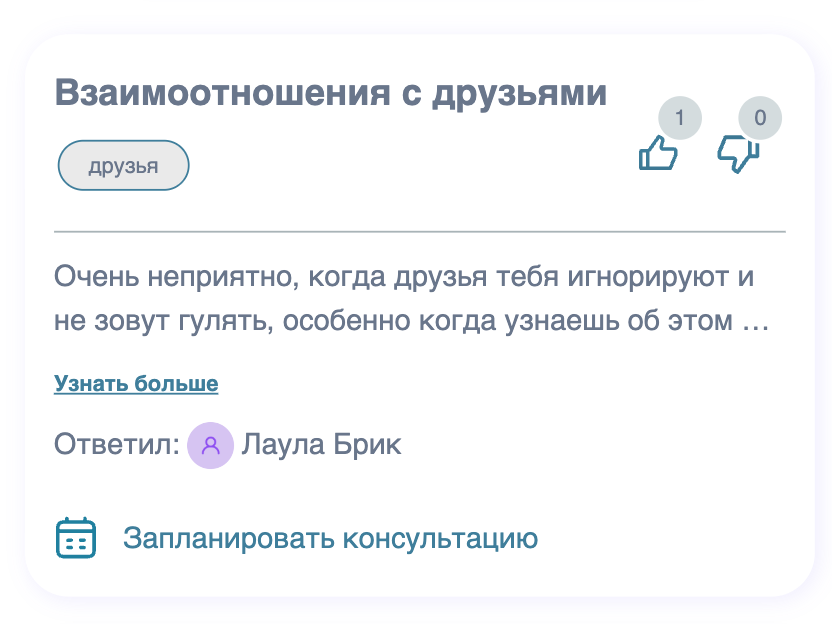 Взаимоотношения с друзьями
1
0
друзья
Очень неприятно, когда друзья тебя игнорируют и
не зовут гулять, особенно когда узнаешь об этом ...
Узнать больше
Ответил: Лаула Брик
Запланировать консультацию